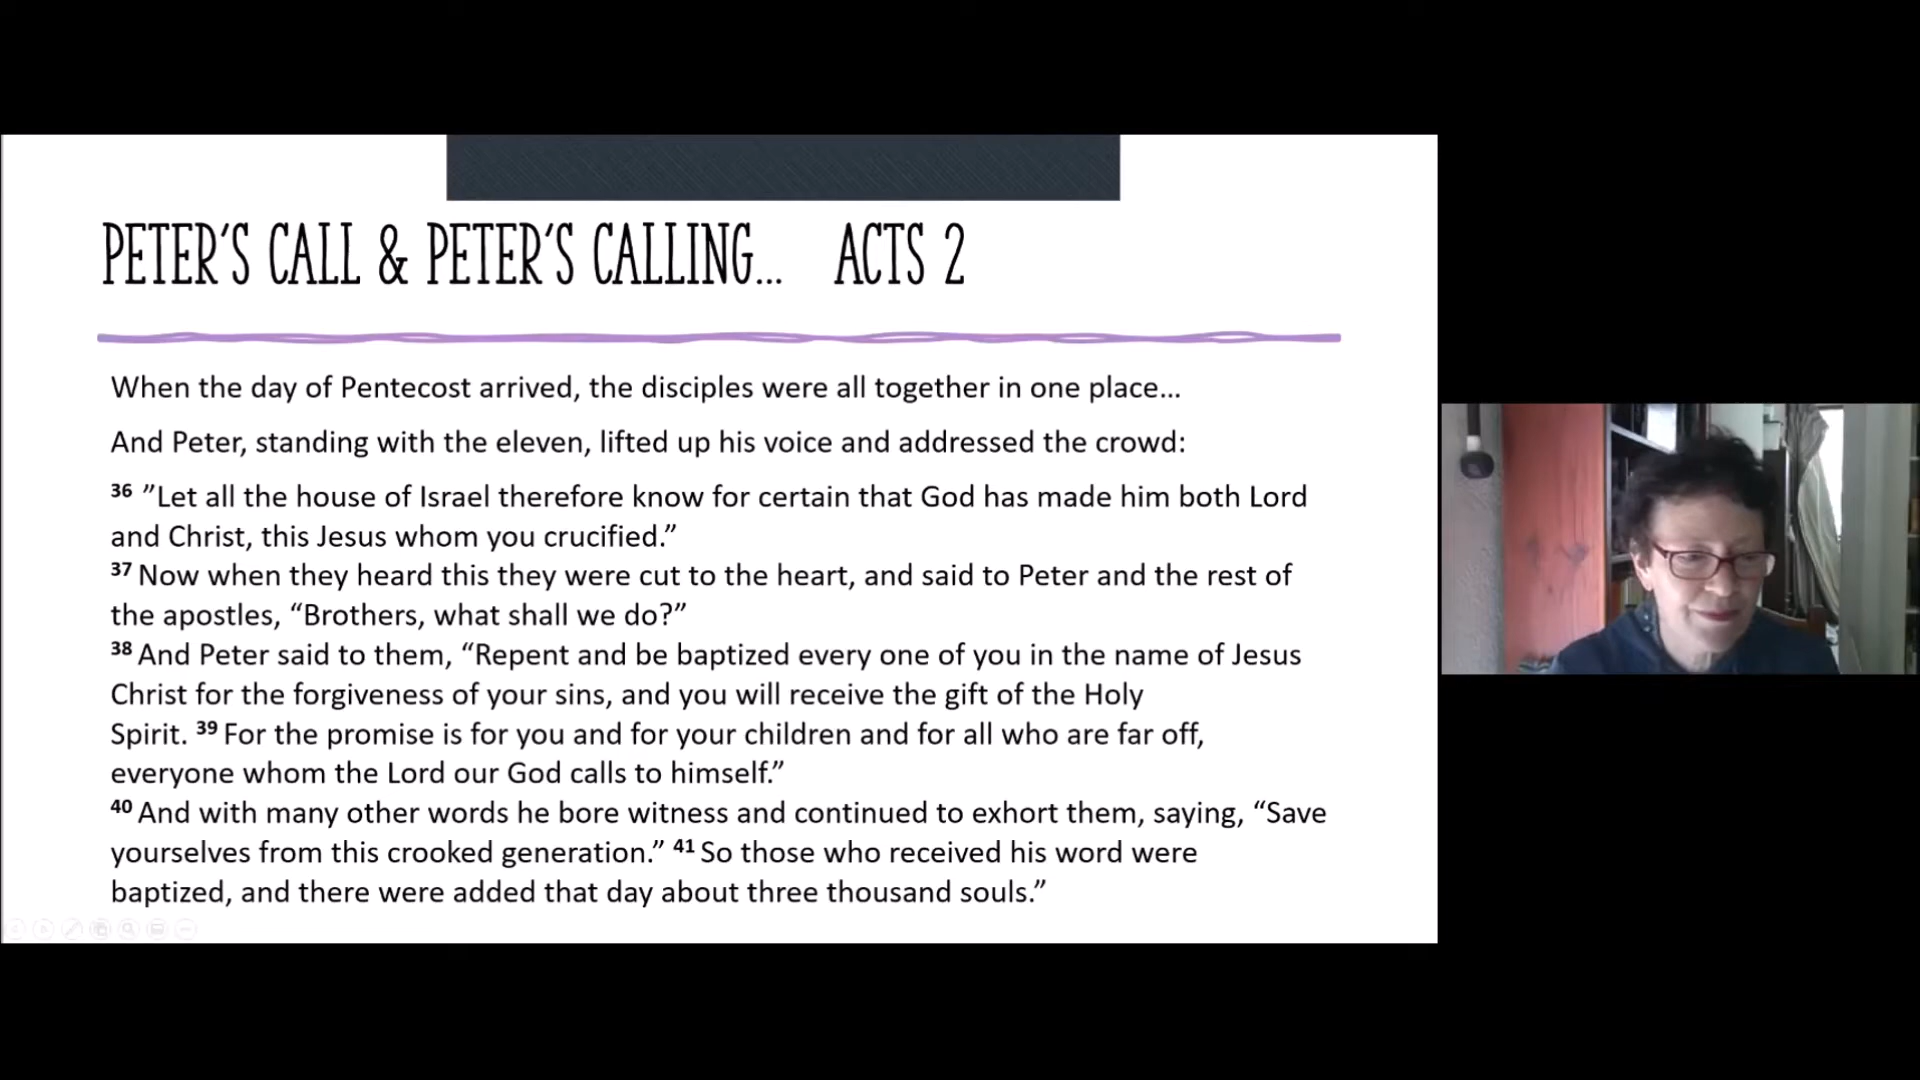 PETER'S CALL & PETER'S CALLING... ACTS 2
When the day of Pentecost arrived, the disciples were all together in one place...
And Peter, standing with the eleven, lifted up his voice and addressed the crowd:
36 ”Let all the house of Israel therefore know for certain that God has made him both Lord
and Christ, this Jesus whom you crucified.”
37 Now when they heard this they were cut to the heart, and said to Peter and the rest of
the apostles, “Brothers, what shall we do?”
38 And Peter said to them, “Repent and be baptized every one of you in the name of Jesus
Christ for the forgiveness of your sins, and you will receive the gift of the Holy
Spirit. 39 For the promise is for you and for your children and for all who are far off,
everyone whom the Lord our God calls to himself.”
40 And with many other words he bore witness and continued to exhort them, saying, “Save
yourselves from this crooked generation.” 41 So those who received his word were
baptized, and there were added that day about three thousand souls.”